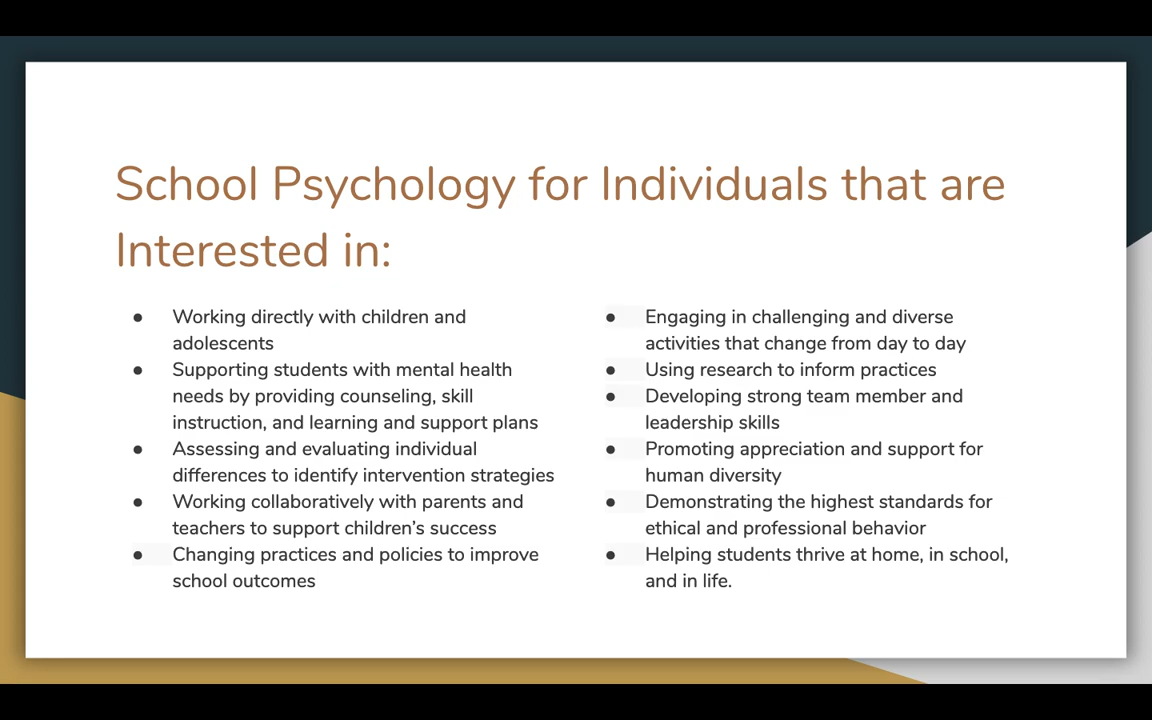 School Psychology for Individuals that are
Interested in:
● Working directly with children and
adolescents
● Supporting students with mental health
needs by providing counseling, skill
instruction, and learning and support plans
● Assessing and evaluating individual
differences to identify intervention strategies
● Working collaboratively with parents and
teachers to support children’s success
● Changing practices and policies to improve
school outcomes
● Engaging in challenging and diverse
activities that change from day to day
● Using research to inform practices
● Developing strong team member and
leadership skills
● Promoting appreciation and support for
human diversity
● Demonstrating the highest standards for
ethical and professional behavior
● Helping students thrive at home, in school,
and in life.